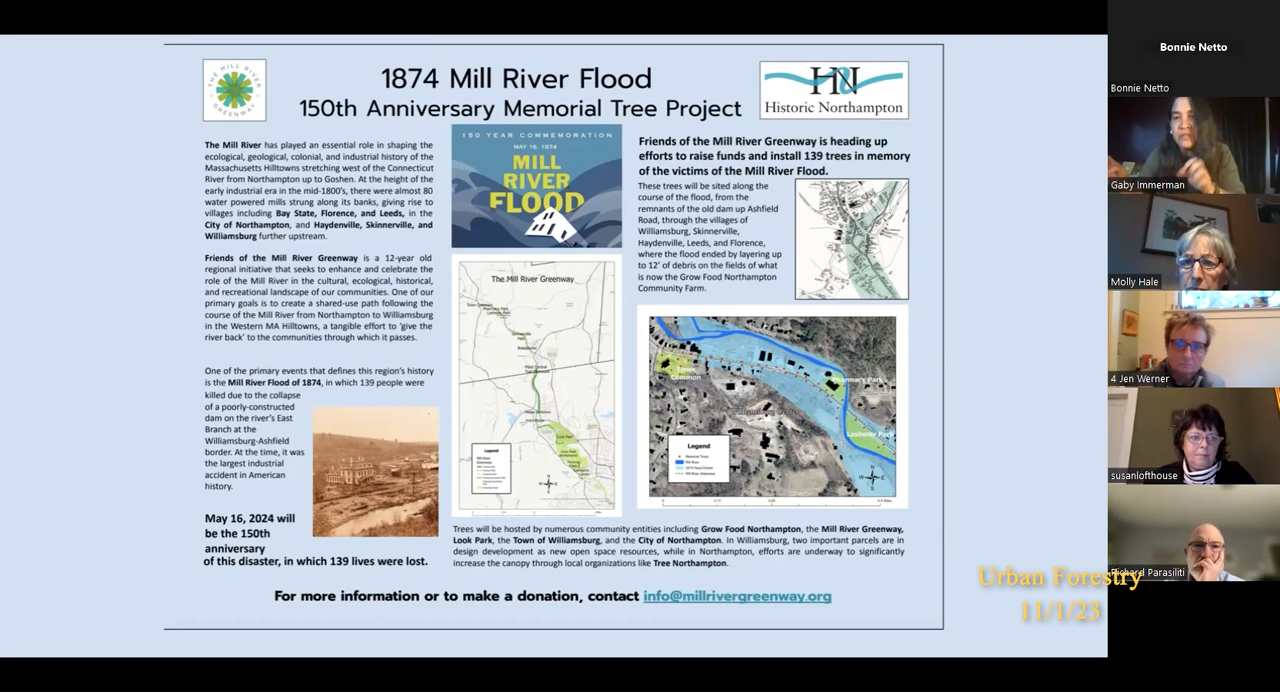 THE MILL RIVER GREENWAY
1874 Mill River Flood
150th Anniversary Memorial Tree Project
HN
Historic Northampton
The Mill River has played an essential role in shaping the
ecological, geological, colonial, and industrial history of the
Massachusetts Hilltowns stretching west of the Connecticut
River from Northampton up to Goshen. At the height of the
early industrial era in the mid-1800's, there were almost 80
water powered mills strung along its banks, giving rise to
villages including Bay State, Florence, and Leeds, in the
City of Northampton, and Haydenville, Skinnerville, and
Williamsburg further upstream.
Friends of the Mill River Greenway is a 12-year old
regional initiative that seeks to enhance and celebrate the
role of the Mill River in the cultural, ecological, historical,
and recreational landscape of our communities. One of our
primary goals is to create a shared-use path following the
course of the Mill River from Northampton to Williamsburg
in the Western MA Hilltowns, a tangible effort to 'give the
river back' to the communities through which it passes.
One of the primary events that defines this region's history
is the Mill River Flood of 1874, in which 139 people were
killed due to the collapse
of a poorly-constructed
dam on the river's East
Branch at the
Williamsburg-Ashfield
border. At the time, it was
the largest industrial
accident in American
history.
May 16, 2024 will
be the 150th
anniversary
of this disaster, in which 139 lives were lost.
150 YEAR COMMEMORATION
MAY 16, 1874
MILL
RIVER
FLOOD
The Mill River Greenway
Legend
Friends of the Mill River Greenway is heading up
efforts to raise funds and install 139 trees in memory
of the victims of the Mill River Flood.
These trees will be sited along the
course of the flood, from the
remnants of the old dam up Ashfield
Road, through the villages of
Williamsburg, Skinnerville,
Haydenville, Leeds, and Florence,
where the flood ended by layering up
to 12' of debris on the fields of what
is now the Grow Food Northampton
Community Farm.
Town
Common
Pharmacy Park
Williamsburg Center
Lashway Park
Legend
Memorial Trees
Mill River
1874 Flood Extent
Mill River Greenway
Trees will be hosted by numerous community entities including Grow Food Northampton, the Mill River Greenway,
Look Park, the Town of Williamsburg, and the City of Northampton. In Williamsburg, two important parcels are in
design development as new open space resources, while in Northampton, efforts are underway to significantly
increase the canopy through local organizations like Tree Northampton.
For more information or to make a donation, contact info@millrivergreenway.org
Bonnie Netto
Bonnie Netto
Gaby Immerman
Molly Hale
4 Jen Werner
susanlofthouse
Richard Parasiliti
Urban Forestry
11/1/23